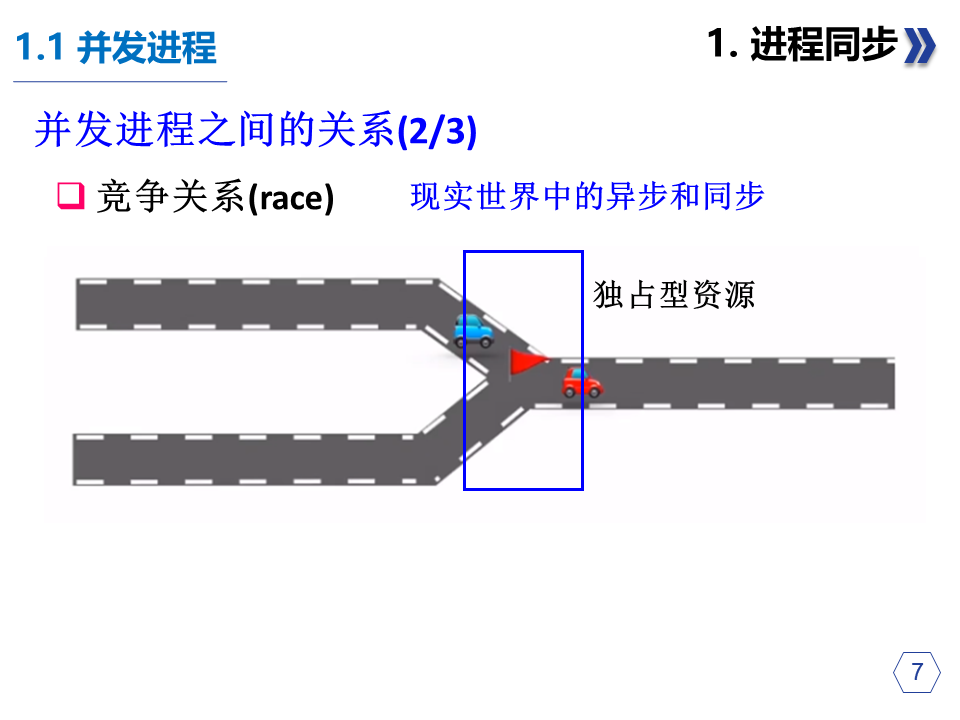 1.1 并发进程
1. 进程同步
并发进程之间的关系(2/3)
竞争关系(race)
现实世界中的异步和同步
独占型资源
7